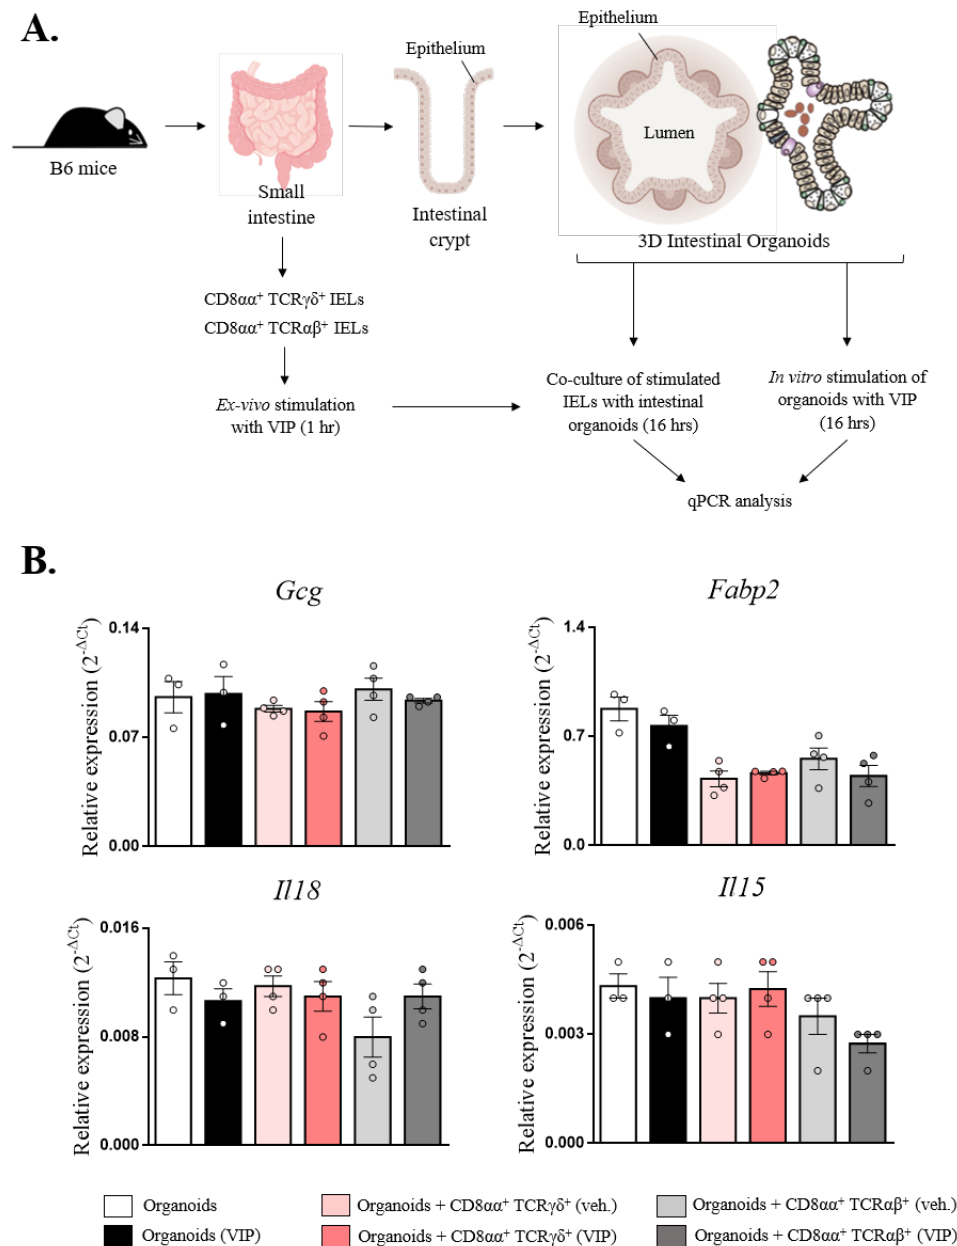 A.
Epithelium
Epithelium
Lumen
B6 mice
Small
intestine
Intestinal
crypt
3D Intestinal Organoids
CD8αα⁺ TCRγδ⁺ IELs
CD8αα⁺ TCRαβ⁺ IELs
Ex-vivo stimulation
with VIP (1 hr)
Co-culture of stimulated
IELs with intestinal
organoids (16 hrs)
In vitro stimulation of
organoids with VIP
(16 hrs)
qPCR analysis
B.
Gcg
Relative expression (2^-ΔCt)
0.14
0.07
0.00
Fabp2
Relative expression (2^-ΔCt)
1.4
0.7
0.0
Il18
Relative expression (2^-ΔCt)
0.016
0.008
0.000
Il15
Relative expression (2^-ΔCt)
0.006
0.003
0.000
Organoids
Organoids (VIP)
Organoids + CD8αα⁺ TCRγδ⁺ (veh.)
Organoids + CD8αα⁺ TCRγδ⁺ (VIP)
Organoids + CD8αα⁺ TCRαβ⁺ (veh.)
Organoids + CD8αα⁺ TCRαβ⁺ (VIP)